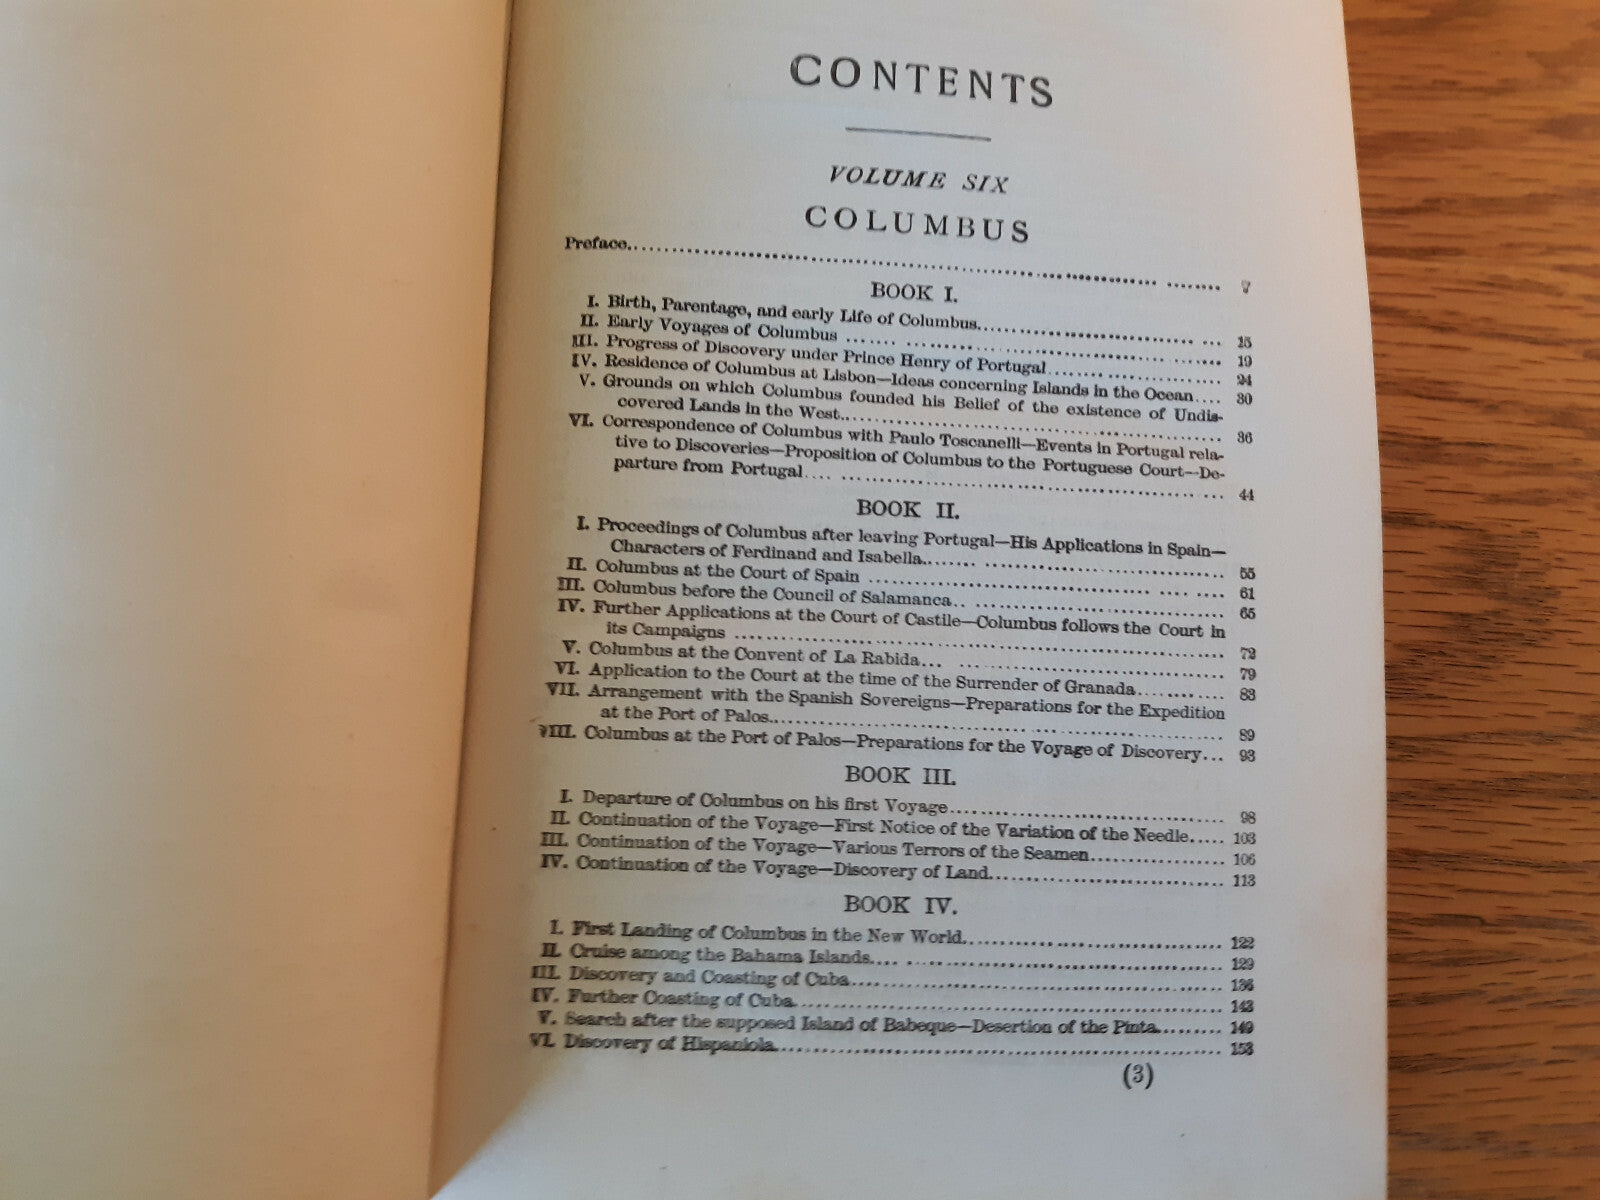 CONTENTS
VOLUME SIX
COLUMBUS
Preface........................................................................ 7
BOOK I.
I. Birth, Parentage, and early Life of Columbus................................... 15
II. Early Voyages of Columbus ....................................................... 19
III. Progress of Discovery under Prince Henry of Portugal........................ 24
IV. Residence of Columbus at Lisbon—Ideas concerning Islands in the Ocean.... 30
V. Grounds on which Columbus founded his Belief of the existence of Undis-
covered Lands in the West....................................................... 36
VI. Correspondence of Columbus with Paulo Toscanelli—Events in Portugal rela-
tive to Discoveries—Proposition of Columbus to the Portuguese Court—De-
parture from Portugal.......................................................... 44
BOOK II.
I. Proceedings of Columbus after leaving Portugal—His Applications in Spain—
Characters of Ferdinand and Isabella........................................ 55
II. Columbus at the Court of Spain ................................................ 61
III. Columbus before the Council of Salamanca.................................. 65
IV. Further Applications at the Court of Castile—Columbus follows the Court in
its Campaigns ................................................................ 72
V. Columbus at the Convent of La Rabida........................................ 79
VI. Application to the Court at the time of the Surrender of Granada........... 83
VII. Arrangement with the Spanish Sovereigns—Preparations for the Expedition
at the Port of Palos........................................................... 89
VIII. Columbus at the Port of Palos—Preparations for the Voyage of Discovery... 93
BOOK III.
I. Departure of Columbus on his first Voyage.................................... 98
II. Continuation of the Voyage—First Notice of the Variation of the Needle..... 103
III. Continuation of the Voyage—Various Terrors of the Seamen................ 106
IV. Continuation of the Voyage—Discovery of Land............................. 113
BOOK IV.
I. First Landing of Columbus in the New World.................................. 122
II. Cruise among the Bahama Islands............................................. 129
III. Discovery and Coasting of Cuba.............................................. 136
IV. Further Coasting of Cuba...................................................... 143
V. Search after the supposed Island of Babeque—Desertion of the Pinta......... 149
VI. Discovery of Hispaniola........................................................ 153
(3)